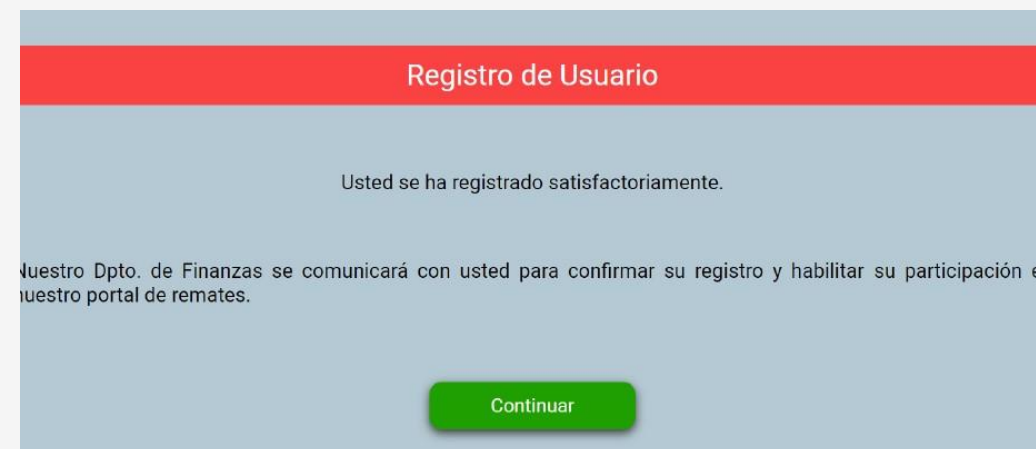 Registro de Usuario
Usted se ha registrado satisfactoriamente.
Nuestro Dpto. de Finanzas se comunicará con usted para confirmar su registro y habilitar su participación e
nuestro portal de remates.
Continuar